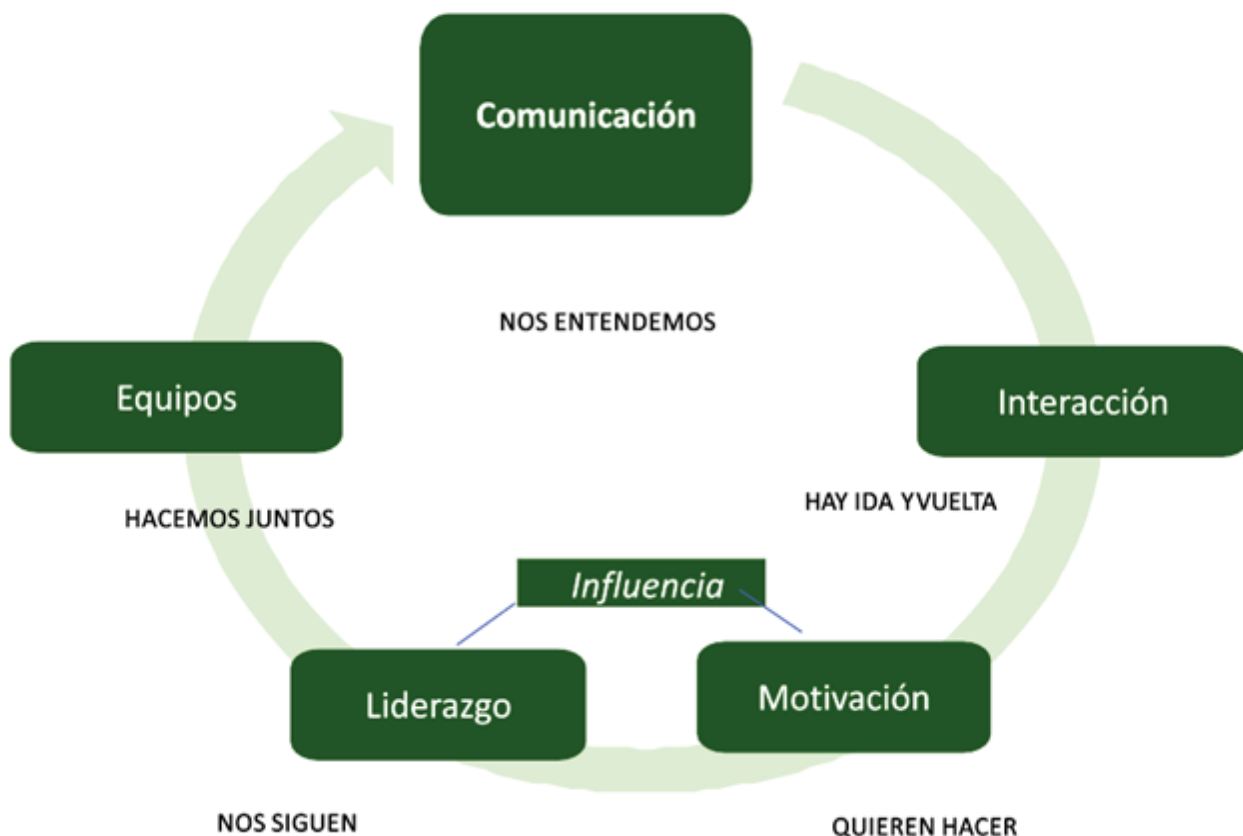 Comunicación
NOS ENTENDEMOS
Equipos
Interacción
HACEMOS JUNTOS
HAY IDA YVUELTA
Influencia
Liderazgo
Motivación
NOS SIGUEN
QUIEREN HACER